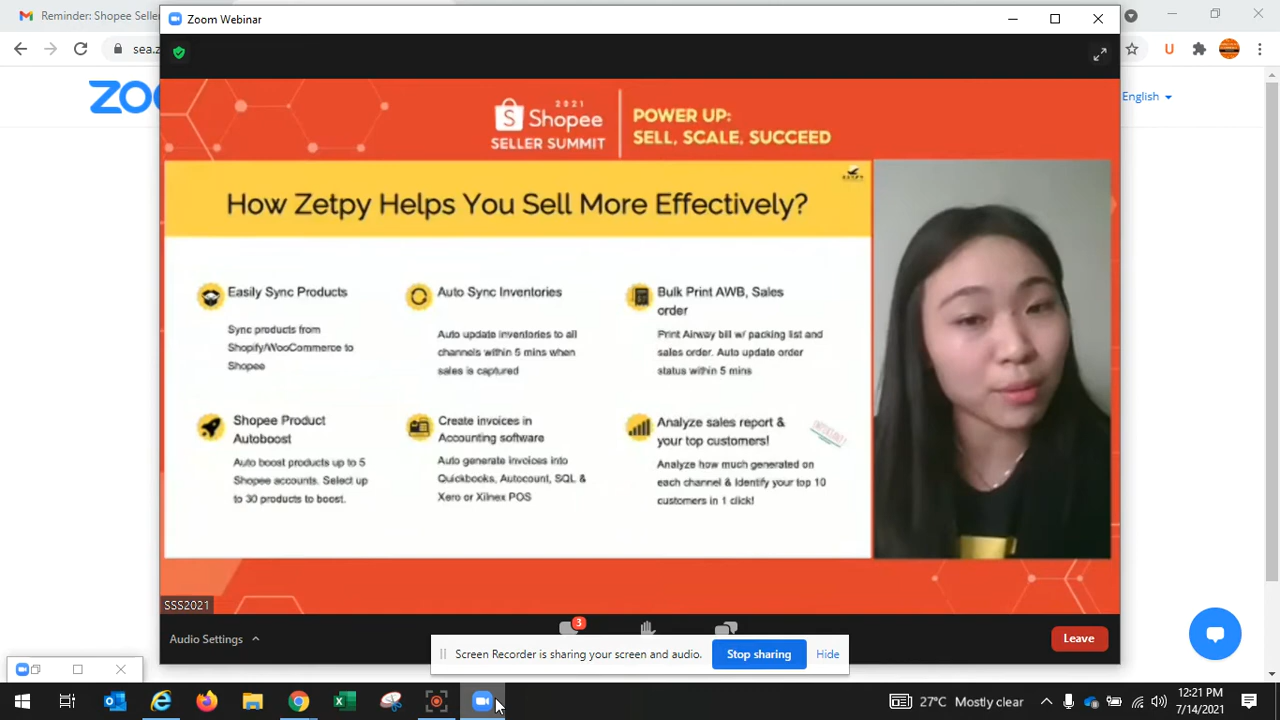 Reminder: Shopee Seller
Zoom Webinar
sea.z
English
ZOO
2021
Shopee
SELLER SUMMIT
POWER UP:
SELL, SCALE, SUCCEED
How Zetpy Helps You Sell More Effectively?
Easily Sync Products
Sync products from
Shopify/WooCommerce to
Shopee
Auto Sync Inventories
Auto update inventories to all
channels within 5 mins when
sales is captured
Bulk Print AWB, Sales
order
Print Airway bill w/ packing list and
sales order. Auto update order
status within 5 mins
Shopee Product
Autoboost
Auto boost products up to 5
Shopee accounts. Select up
to 30 products to boost.
Create invoices in
Accounting software
Auto generate invoices into
Quickbooks, Autocount, SQL &
Xero or Xilnex POS
Analyze sales report &
your top customers!
Analyze how much generated on
each channel & Identify your top 10
customers in 1 click!
SSS2021
Audio Settings
3
Leave
Screen Recorder is sharing your screen and audio.
Stop sharing
Hide
27°C Mostly clear
12:21 PM
7/14/2021